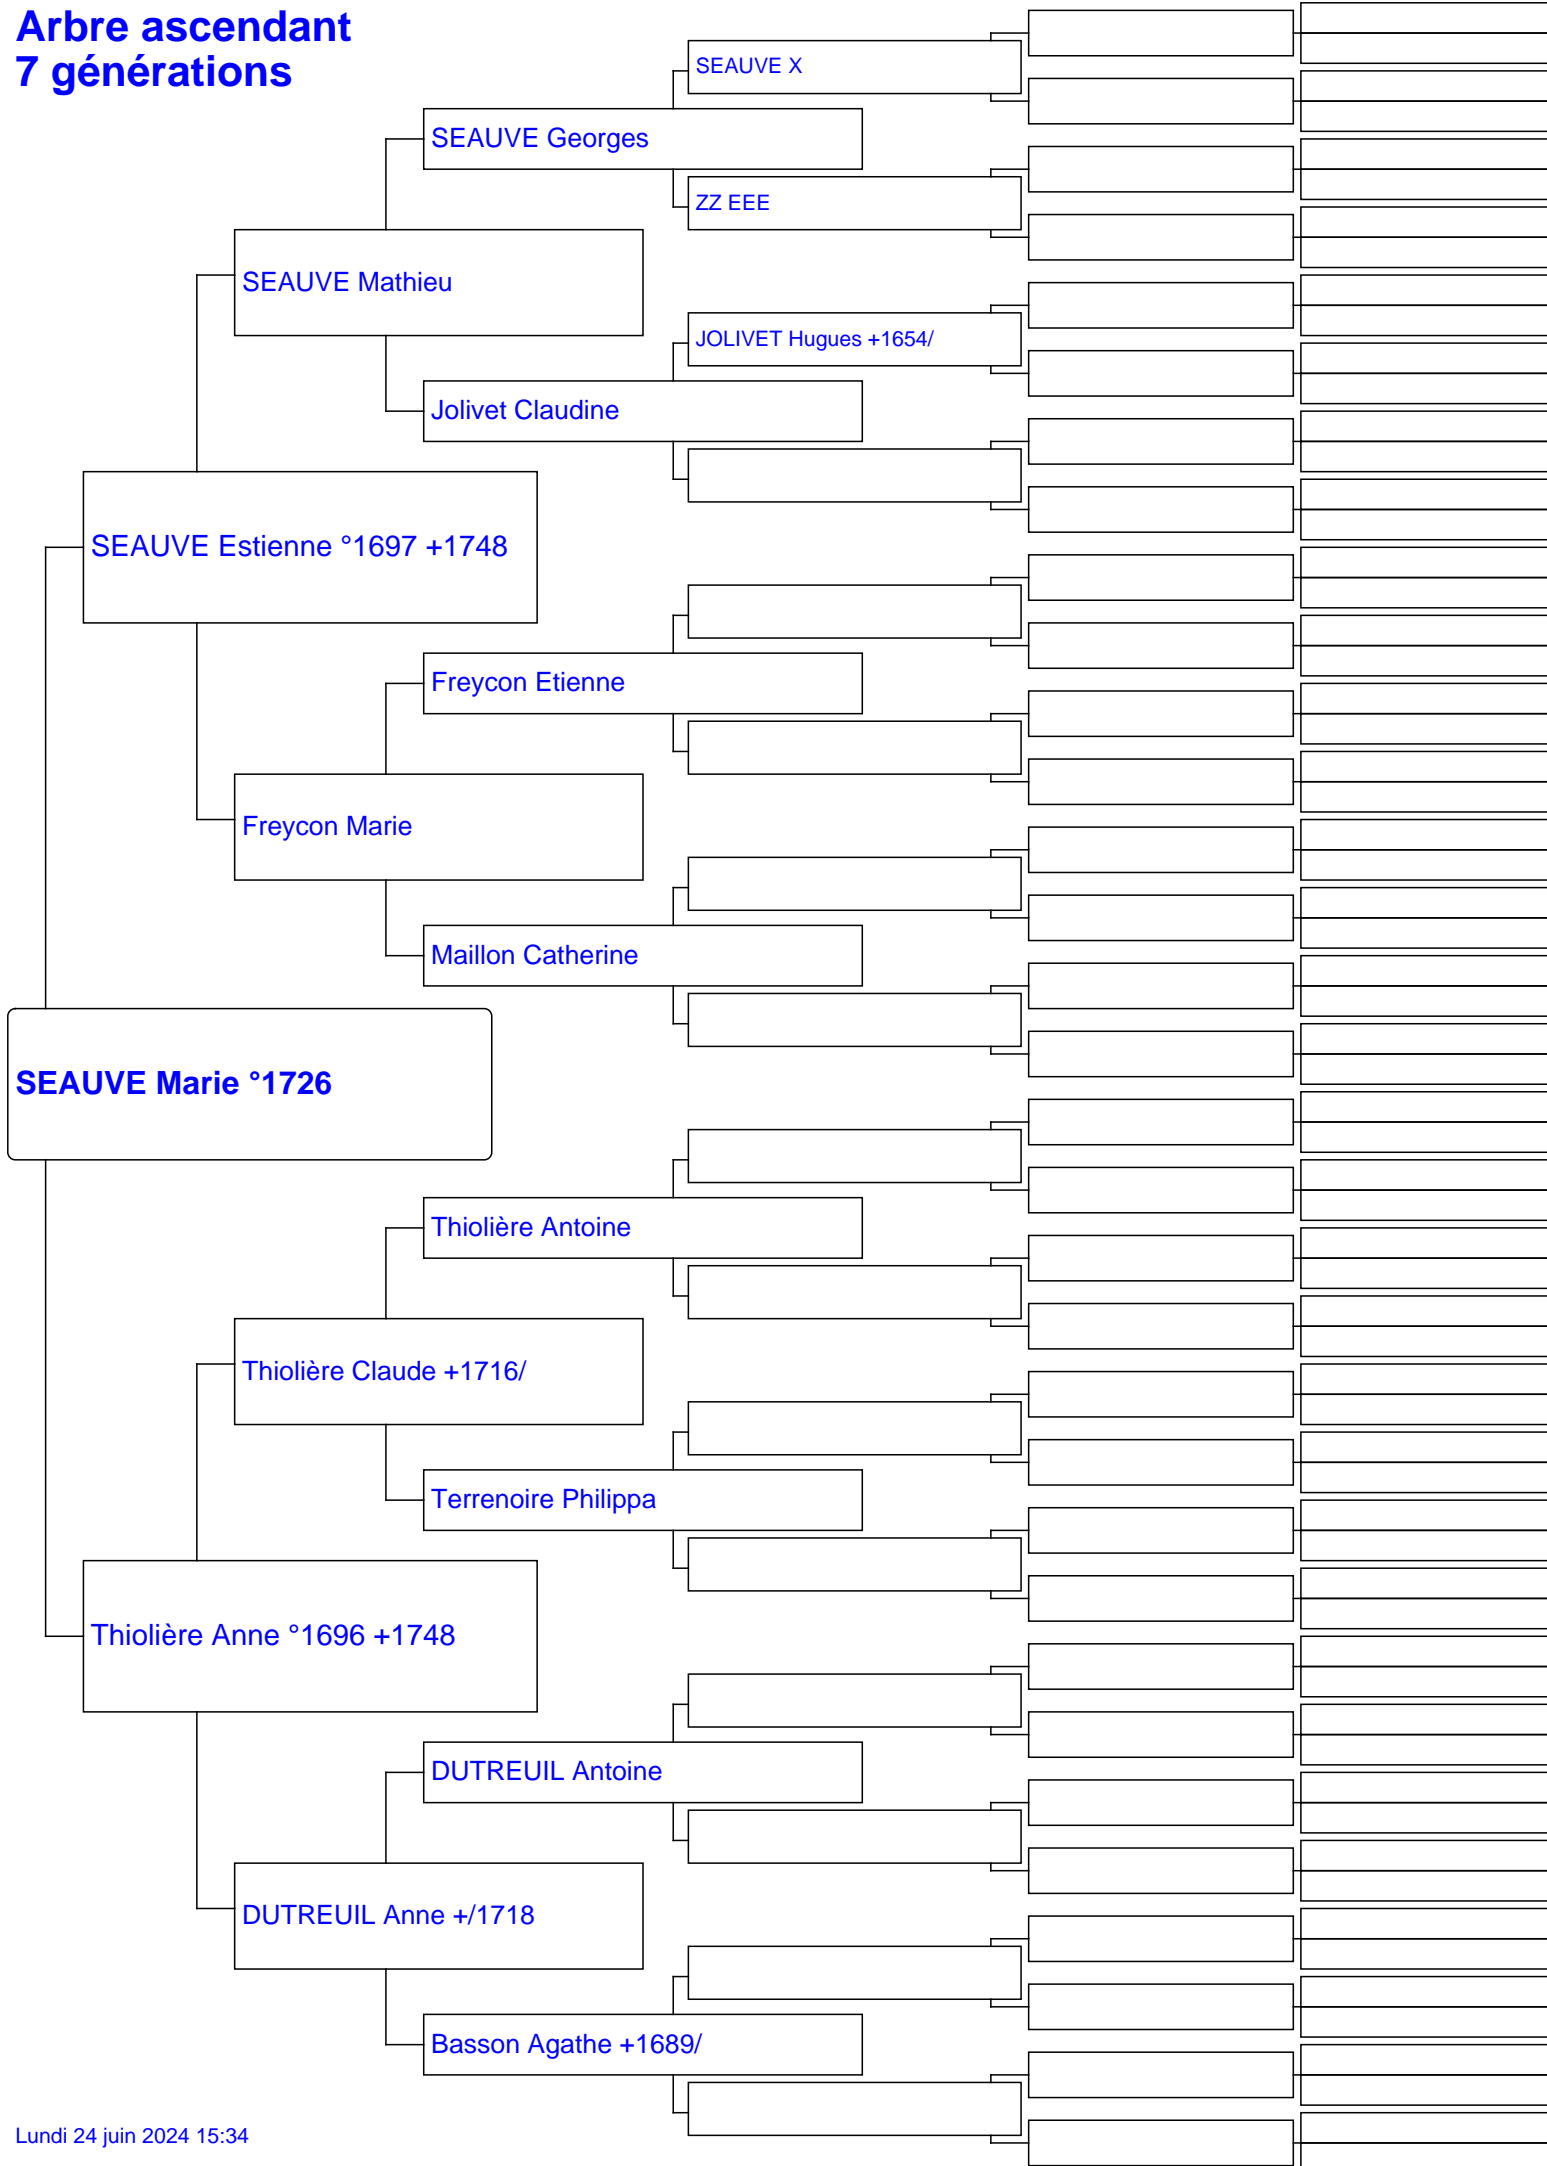 Arbre ascendant
7 générations
SEAUVE X
SEAUVE Georges
ZZ EEE
SEAUVE Mathieu
JOLIVET Hugues +1654/
Jolivet Claudine
SEAUVE Estienne °1697 +1748
Freycon Etienne
Freycon Marie
Maillon Catherine
SEAUVE Marie °1726
Thiolière Antoine
Thiolière Claude +1716/
Terrenoire Philippa
Thiolière Anne °1696 +1748
DUTREUIL Antoine
DUTREUIL Anne +/1718
Basson Agathe +1689/
Lundi 24 juin 2024 15:34